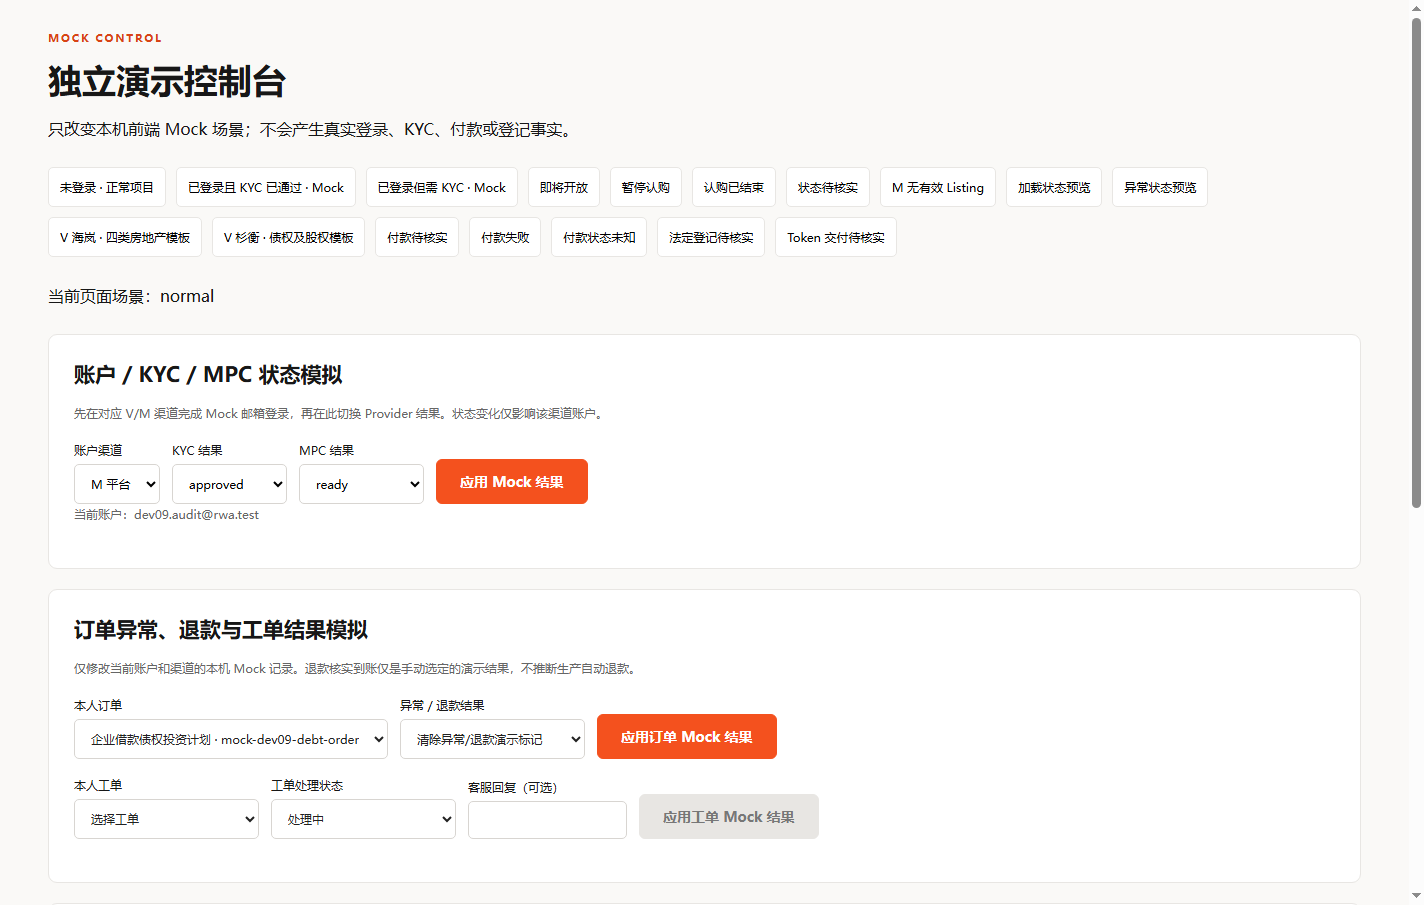 MOCK CONTROL
独立演示控制台
只改变本机前端 Mock 场景；不会产生真实登录、KYC、付款或登记事实。
未登录 · 正常项目
已登录且 KYC 已通过 · Mock
已登录但需 KYC · Mock
即将开放
暂停认购
认购已结束
状态待核实
M 无有效 Listing
加载状态预览
异常状态预览
V 海岚 · 四类房地产模板
V 杉衡 · 债权及股权模板
付款待核实
付款失败
付款状态未知
法定登记待核实
Token 交付待核实
当前页面场景：normal
账户 / KYC / MPC 状态模拟
先在对应 V/M 渠道完成 Mock 邮箱登录，再在此切换 Provider 结果。状态变化仅影响该渠道账户。
账户渠道
KYC 结果
MPC 结果
M 平台
approved
ready
应用 Mock 结果
当前账户：dev09.audit@rwa.test
订单异常、退款与工单结果模拟
仅修改当前账户和渠道的本机 Mock 记录。退款核实到账仅是手动选定的演示结果，不推断生产自动退款。
本人订单
异常 / 退款结果
企业借款债权投资计划 · mock-dev09-debt-order
清除异常/退款演示标记
应用订单 Mock 结果
本人工单
工单处理状态
客服回复（可选）
选择工单
处理中
应用工单 Mock 结果